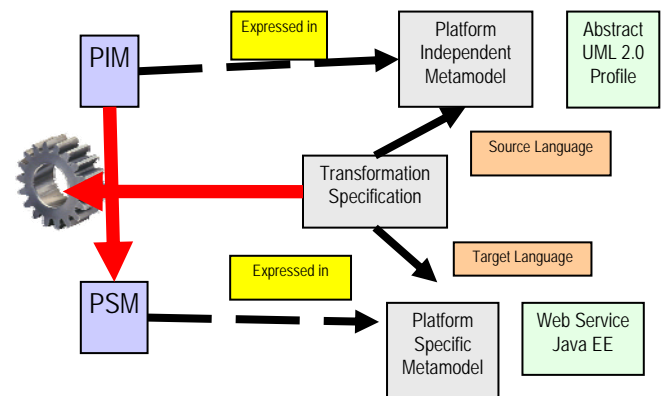 Expressed in
PIM
Platform
Independent
Metamodel
Abstract
UML 2.0
Profile
Source Language
Transformation
Specification
Target Language
Expressed in
PSM
Platform
Specific
Metamodel
Web Service
Java EE